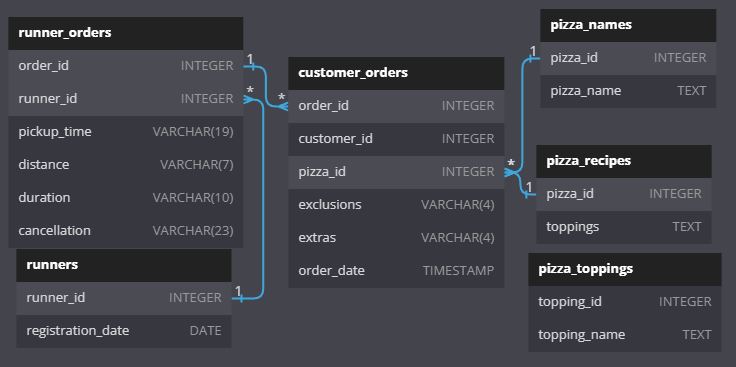 runner_orders
order_id INTEGER
runner_id INTEGER
pickup_time VARCHAR(19)
distance VARCHAR(7)
duration VARCHAR(10)
cancellation VARCHAR(23)
runners
runner_id INTEGER
registration_date DATE
1
*
1
customer_orders
* order_id INTEGER
customer_id INTEGER
pizza_id INTEGER *
exclusions VARCHAR(4)
extras VARCHAR(4)
order_date TIMESTAMP
pizza_names
1 pizza_id INTEGER
pizza_name TEXT
pizza_recipes
1 pizza_id INTEGER
toppings TEXT
pizza_toppings
topping_id INTEGER
topping_name TEXT